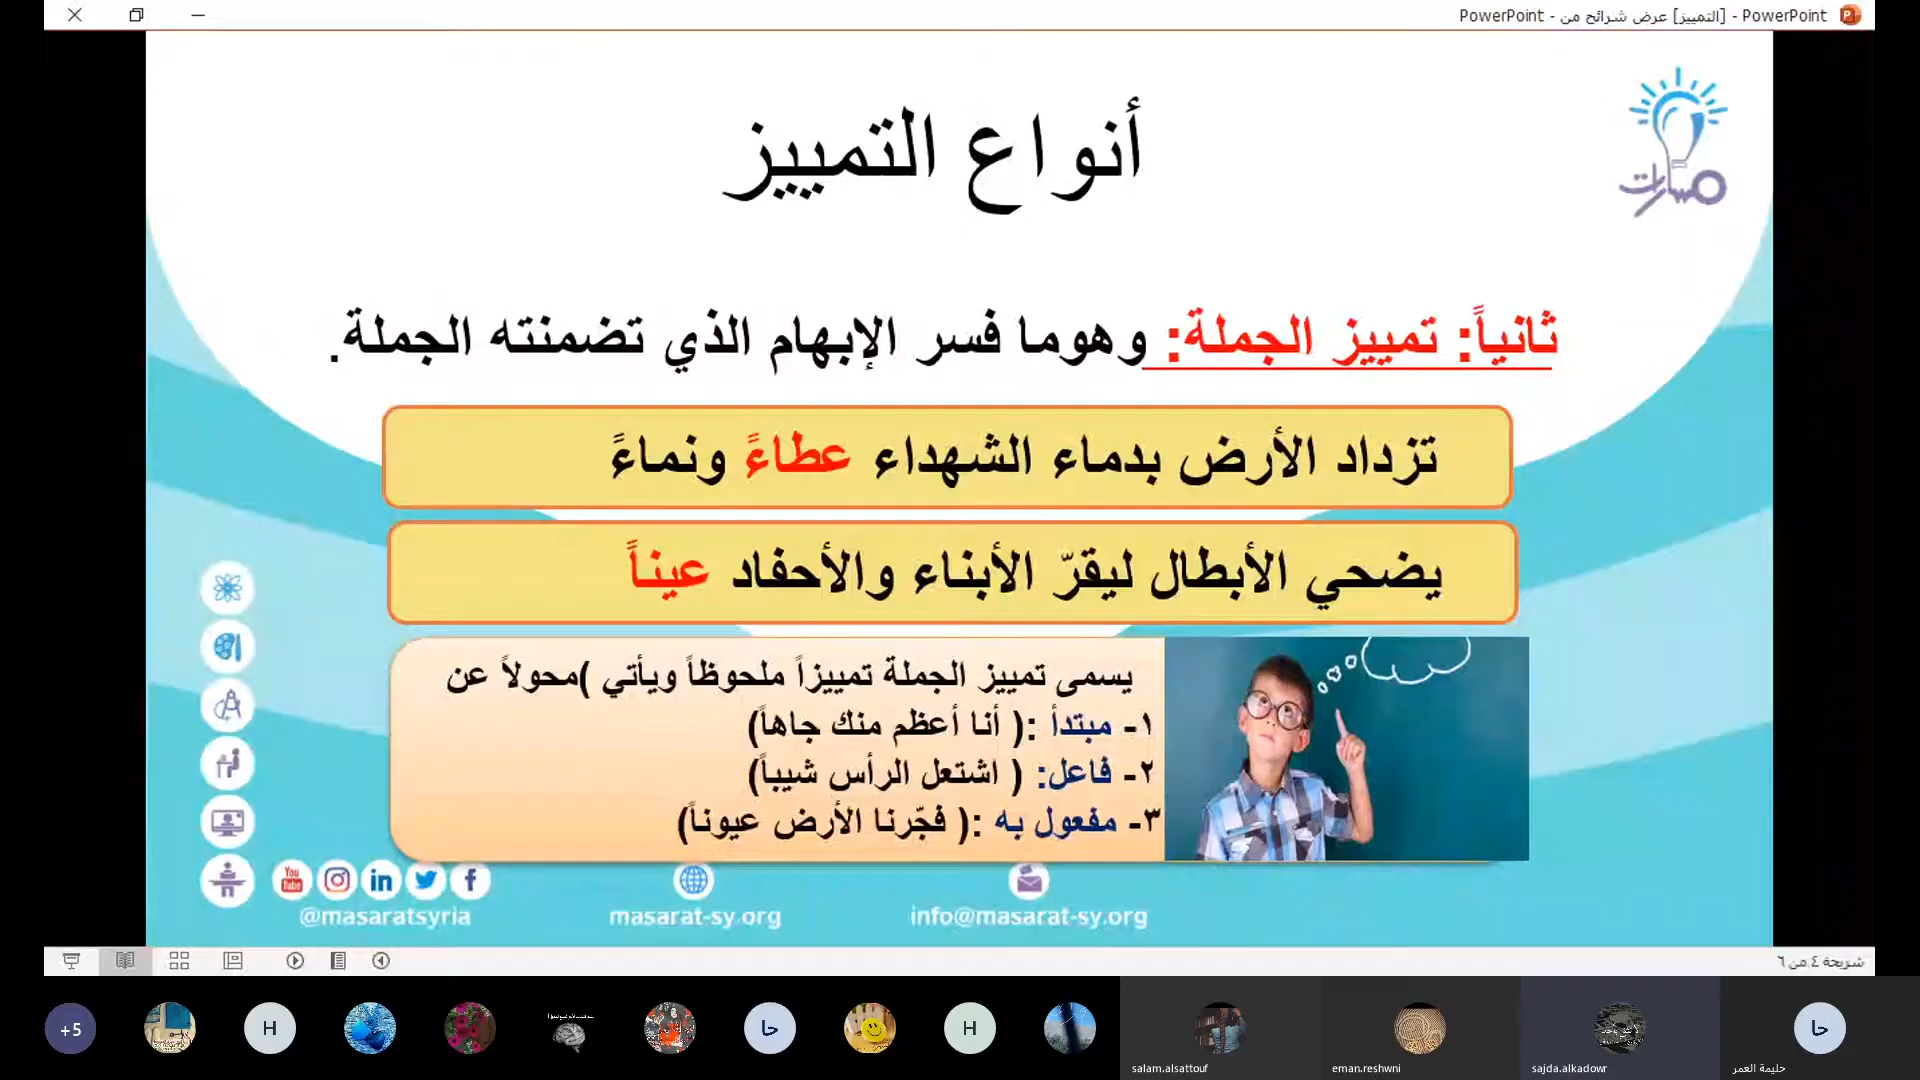 PowerPoint - [التمييز] عرض شرائح من - PowerPoint
مسارات
أنواع التمييز
ثانياً: تمييز الجملة: وهوما فسر الإبهام الذي تضمنته الجملة.
تزداد الأرض بدماء الشهداء عطاءً ونماءً
يضحي الأبطال ليقرّ الأبناء والأحفاد عيناً
يسمى تمييز الجملة تمييزاً ملحوظاً ويأتي )محولاً عن
١- مبتدأ :( أنا أعظم منك جاهاً)
٢- فاعل: ( اشتعل الرأس شيباً)
٣- مفعول به :( فجّرنا الأرض عيوناً)
You Tube
@masaratsyria
masarat-sy.org
info@masarat-sy.org
شريحة ٤ من ٦
+5
H
حا
H
حا
salam.alsattouf
eman.reshwni
sajda.alkadowr
حليمة العمر